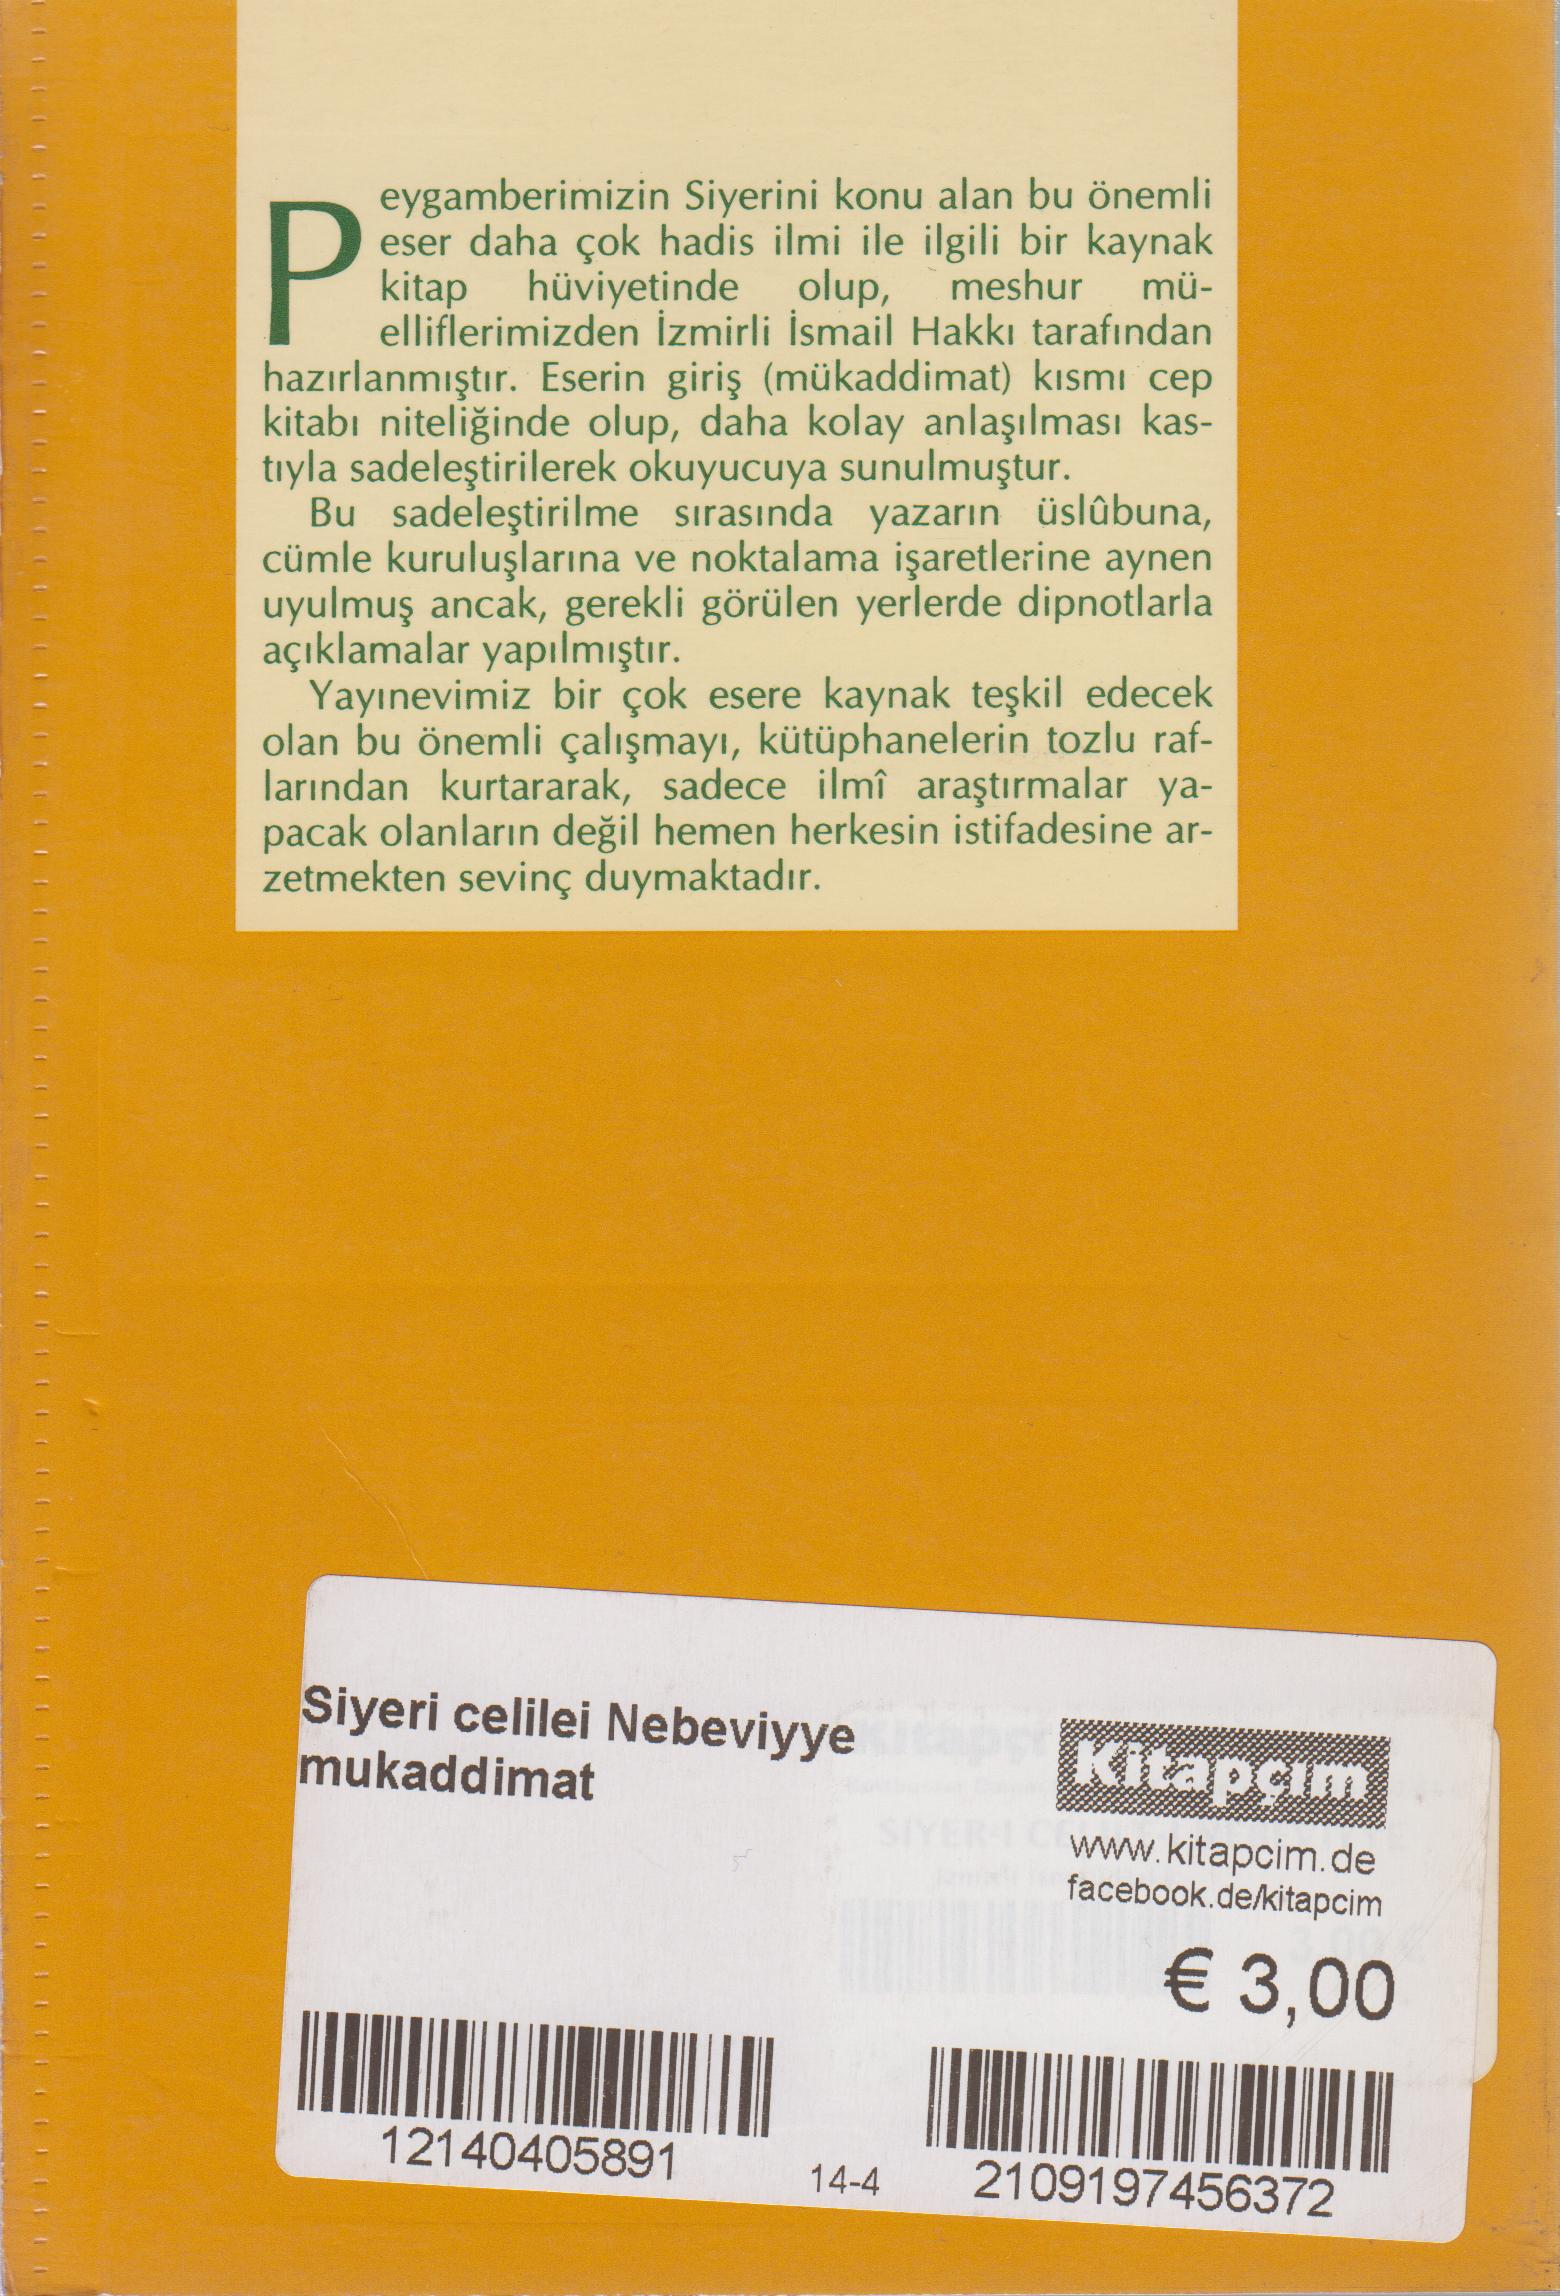 Peygamberimizin Siyerini konu alan bu önemli
eser daha çok hadis ilmi ile ilgili bir kaynak
kitap hüviyetinde olup, meshur mü-
elliflerimizden İzmirli İsmail Hakkı tarafından
hazırlanmıştır. Eserin giriş (mükaddimat) kısmı cep
kitabı niteliğinde olup, daha kolay anlaşılması kas-
tıyla sadeleştirilerek okuyucuya sunulmuştur.
Bu sadeleştirilme sırasında yazarın üslûbuna,
cümle kuruluşlarına ve noktalama işaretlerine aynen
uyulmuş ancak, gerekli görülen yerlerde dipnotlarla
açıklamalar yapılmıştır.
Yayınevimiz bir çok esere kaynak teşkil edecek
olan bu önemli çalışmayı, kütüphanelerin tozlu raf-
larından kurtararak, sadece ilmî araştırmalar ya-
pacak olanların değil hemen herkesin istifadesine ar-
zetmekten sevinç duymaktadır.
Siyeri celilei Nebeviyye
mukaddimat
Kitapçım
www.kitapcim.de
facebook.de/kitapcim
€ 3,00
12140405891
14-4
2109197456372